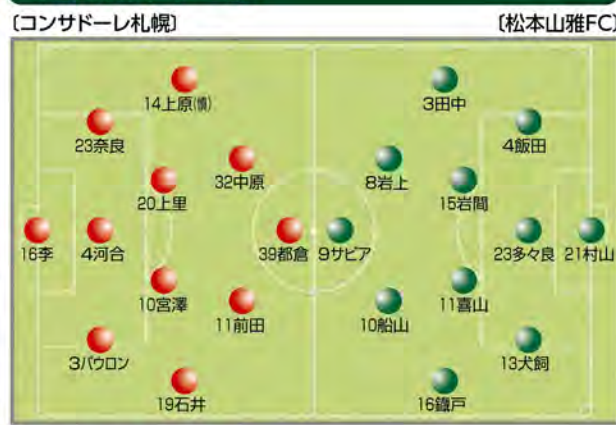 〔コンサドーレ札幌〕
〔松本山雅FC〕
14上原(慎)
3田中
23奈良
4飯田
32中原
8岩上
20上里
15岩間
16李
4河合
39都倉
9サビア
23多々良
21村山
10宮澤
11喜山
11前田
10船山
3パウロン
13犬飼
19石井
16鐡戸